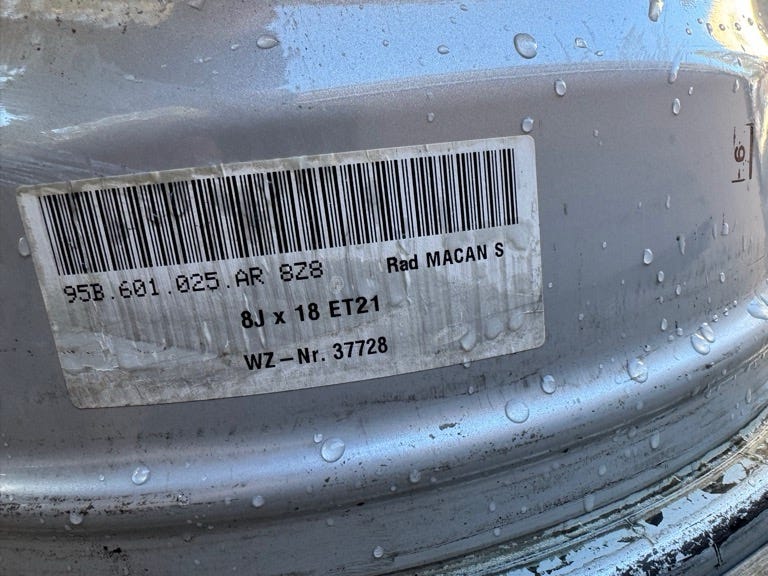 95B.601.025.AR 8Z8
Rad MACAN S
8J x 18 ET21
WZ–Nr. 37728